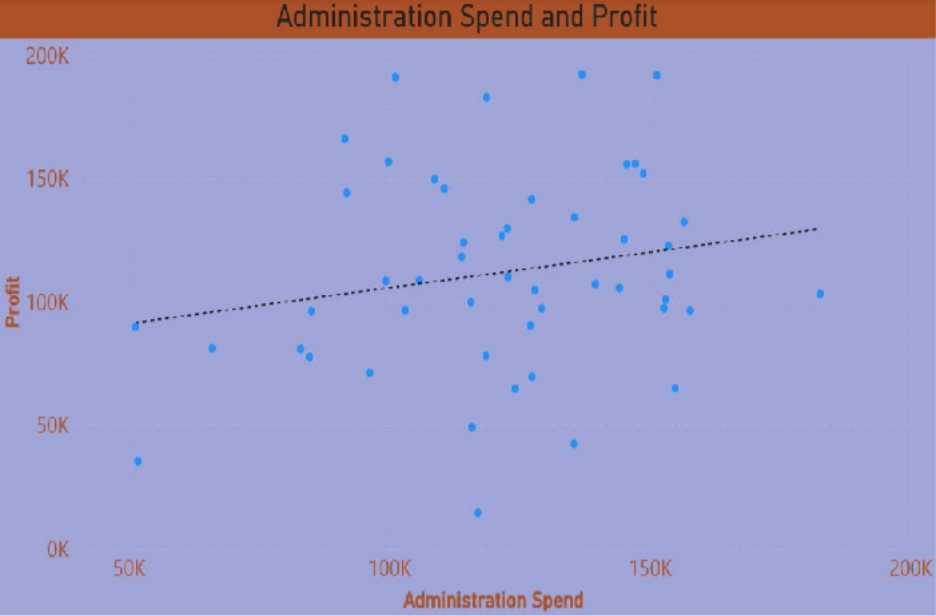 Administration Spend and Profit
200K
150K
100K
50K
0K
Profit
50K 100K 150K 200K
Administration Spend